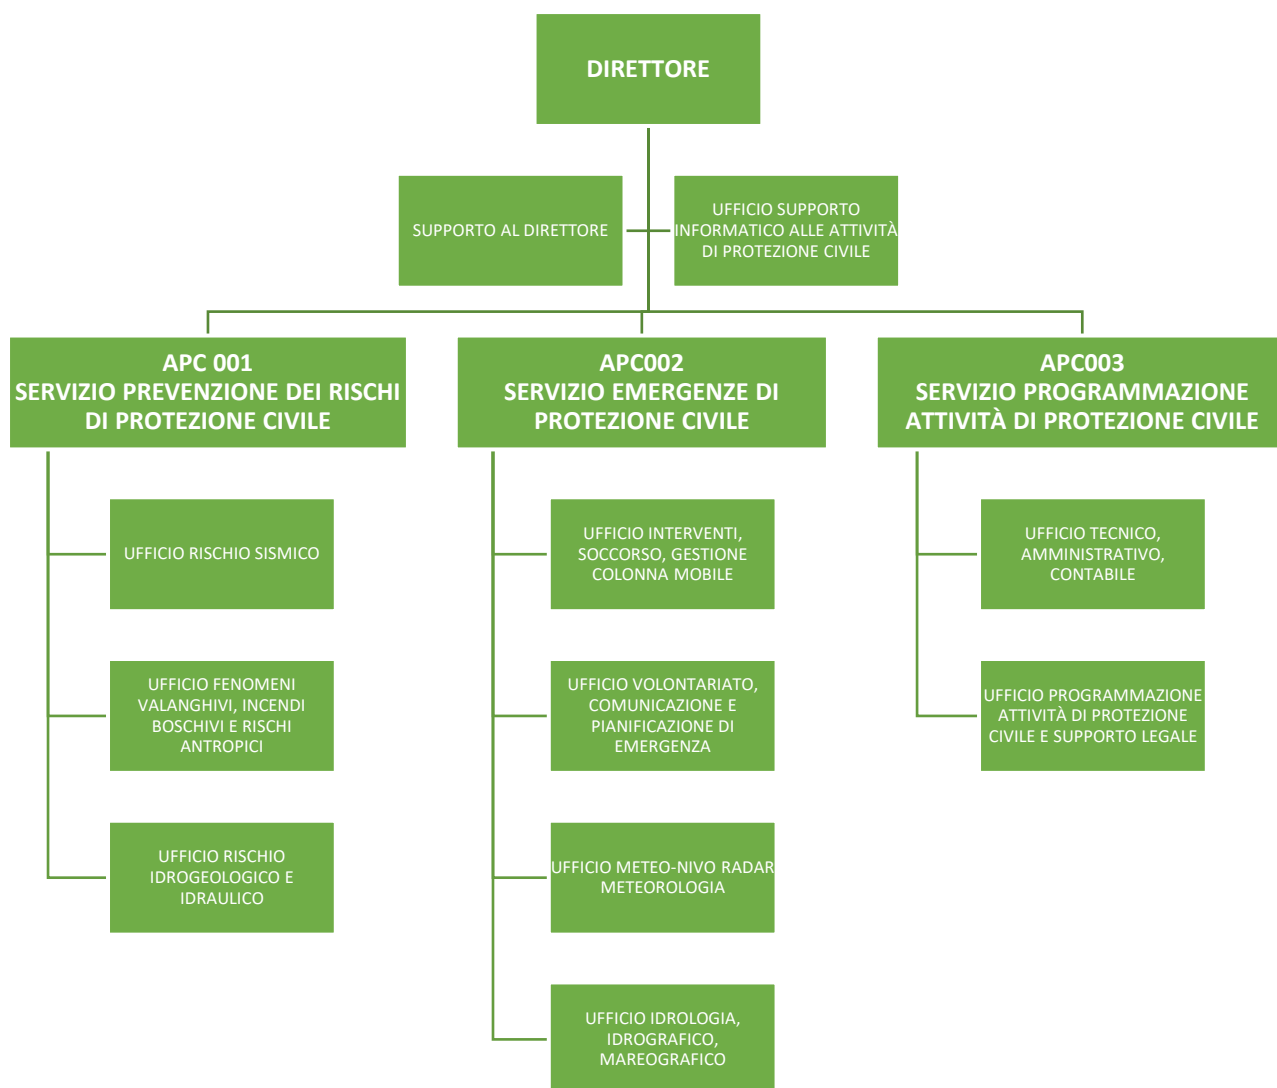 DIRETTORE
SUPPORTO AL DIRETTORE
UFFICIO SUPPORTO
INFORMATICO ALLE ATTIVITÀ
DI PROTEZIONE CIVILE
APC 001
SERVIZIO PREVENZIONE DEI RISCHI
DI PROTEZIONE CIVILE
APC002
SERVIZIO EMERGENZE DI
PROTEZIONE CIVILE
APC003
SERVIZIO PROGRAMMAZIONE
ATTIVITÀ DI PROTEZIONE CIVILE
UFFICIO RISCHIO SISMICO
UFFICIO FENOMENI
VALANGHIVI, INCENDI
BOSCHIVI E RISCHI
ANTROPICI
UFFICIO RISCHIO
IDROGEOLOGICO E
IDRAULICO
UFFICIO INTERVENTI,
SOCCORSO, GESTIONE
COLONNA MOBILE
UFFICIO VOLONTARIATO,
COMUNICAZIONE E
PIANIFICAZIONE DI
EMERGENZA
UFFICIO METEO-NIVO RADAR
METEOROLOGIA
UFFICIO IDROLOGIA,
IDROGRAFICO,
MAREOGRAFICO
UFFICIO TECNICO,
AMMINISTRATIVO,
CONTABILE
UFFICIO PROGRAMMAZIONE
ATTIVITÀ DI PROTEZIONE
CIVILE E SUPPORTO LEGALE